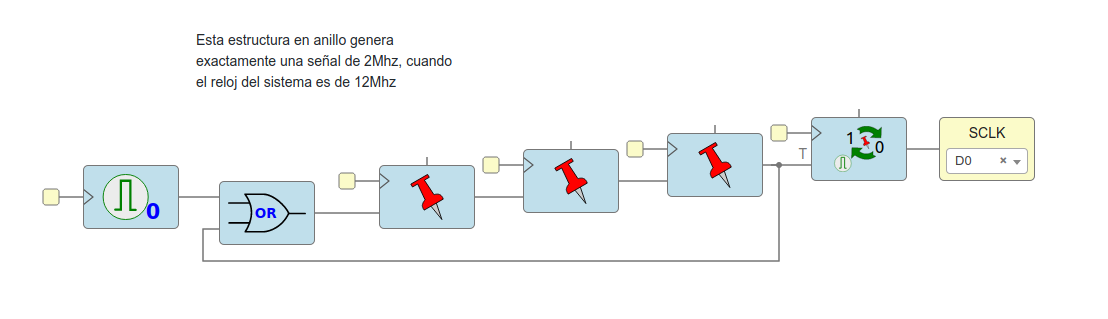 Esta estructura en anillo genera
exactamente una señal de 2Mhz, cuando
el reloj del sistema es de 12Mhz
SCLK
1
0
T
D0
0
OR